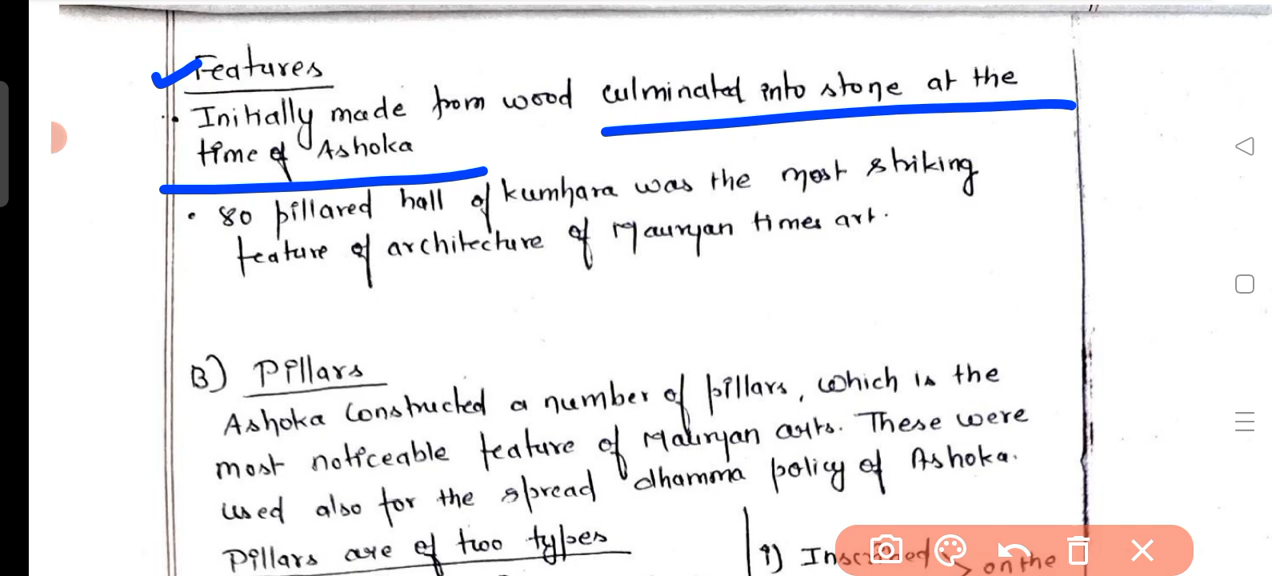 Features
• Initially made from wood culminated into stone at the
time of Ashoka
• 80 pillared hall of kumhara was the most striking
feature of architecture of Mauryan times art.
B) Pillars
Ashoka Constructed a number of pillars, which is the
most noticeable feature of Mauryan arts. These were
used also for the spread dhamma policy of Ashoka.
Pillars are of two types
i) Inscribed
on the